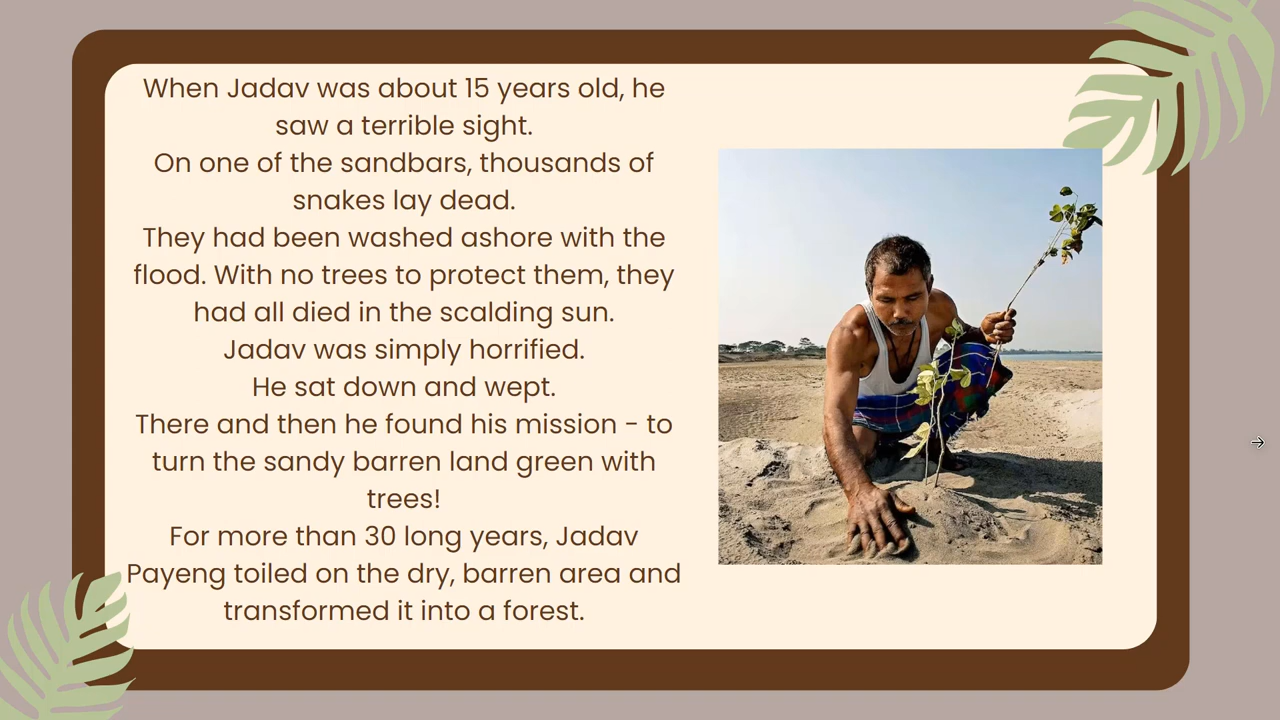 When Jadav was about 15 years old, he
saw a terrible sight.
On one of the sandbars, thousands of
snakes lay dead.
They had been washed ashore with the
flood. With no trees to protect them, they
had all died in the scalding sun.
Jadav was simply horrified.
He sat down and wept.
There and then he found his mission - to
turn the sandy barren land green with
trees!
For more than 30 long years, Jadav
Payeng toiled on the dry, barren area and
transformed it into a forest.